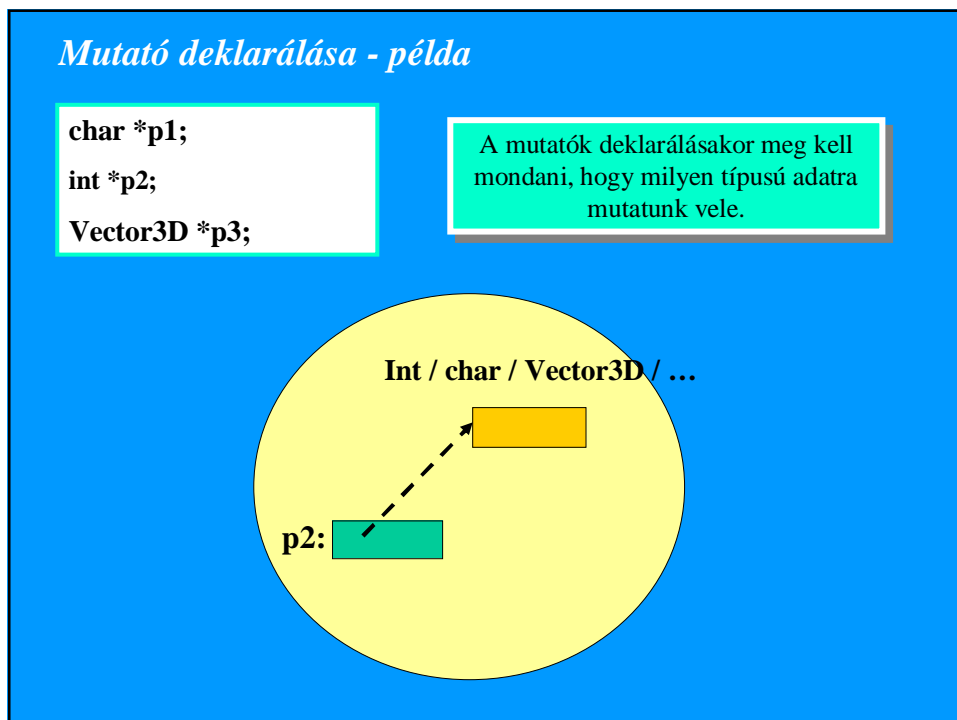 Mutató deklarálása - példa
char *p1;
int *p2;
Vector3D *p3;
A mutatók deklarálásakor meg kell
mondani, hogy milyen típusú adatra
mutatunk vele.
Int / char / Vector3D / …
p2: